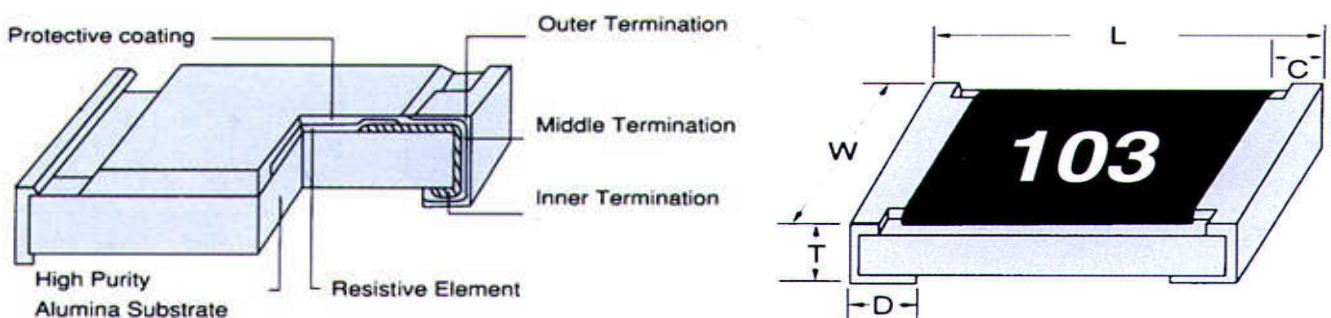 Protective coating
Outer Termination
Middle Termination
Inner Termination
Resistive Element
High Purity
Alumina Substrate
L
C
W
103
T
D